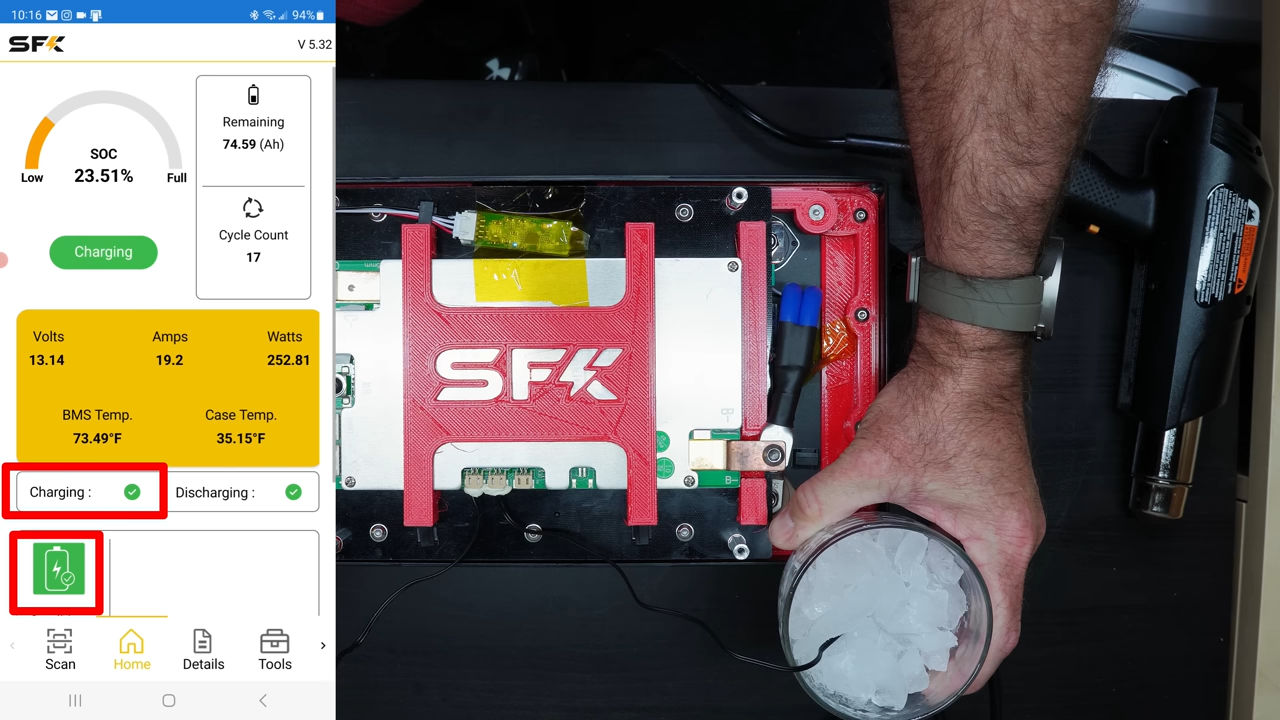 10:16
94%
SFK
V 5.32
SOC
23.51%
Low
Full
Remaining
74.59 (Ah)
Cycle Count
17
Charging
Volts
Amps
Watts
13.14
19.2
252.81
BMS Temp.
Case Temp.
73.49°F
35.15°F
Charging :
Discharging :
Scan
Home
Details
Tools
SFK
B-
B-